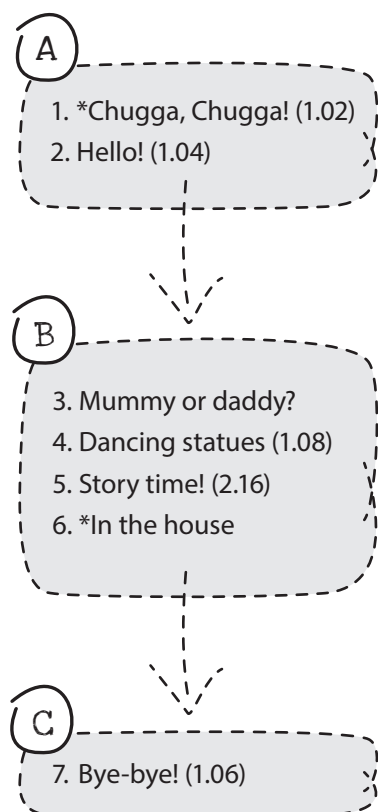 A
1. *Chugga, Chugga! (1.02)
2. Hello! (1.04)
B
3. Mummy or daddy?
4. Dancing statues (1.08)
5. Story time! (2.16)
6. *In the house
C
7. Bye-bye! (1.06)